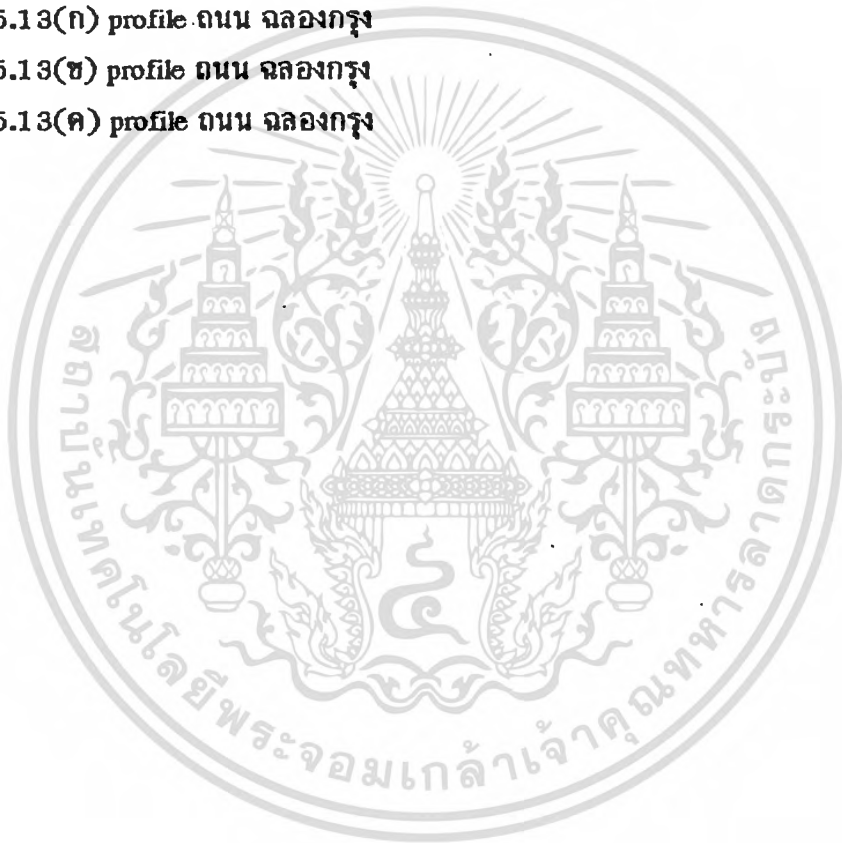 5.13(ก) profile ถนน ฉลองกรุง
5.13(ข) profile ถนน ฉลองกรุง
5.13(ค) profile ถนน ฉลองกรุง
สถาบันเทคโนโลยีพระจอมเกล้าเจ้าคุณทหารลาดกระบัง
๔